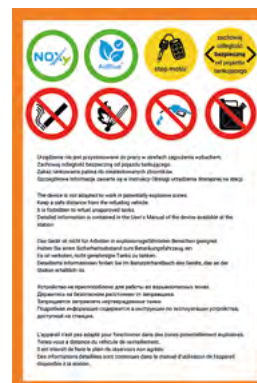 NOXy
AdBlue
stop motor
zachowaj
odległość
bezpieczną
od pojazdu
tankującego
Urządzenie nie jest przystosowane do pracy w strefach zagrożenia wybuchem.
Zachowaj odległość bezpieczną od pojazdu tankującego.
Zakaz tankowania paliwa do niezatwierdzonych zbiorników.
Szczegółowe informacje zawarte są w instrukcji obsługi urządzenia dostępnej na stacji.
The device is not adapted to work in potentially explosive zones.
Keep a safe distance from the refueling vehicle.
It is forbidden to refuel unapproved tanks.
Detailed information is contained in the User's Manual of the device available at the
station
Das Gerät ist nicht für Arbeiten in explosionsgefährlichen Bereichen geeignet.
Halten Sie einen Sicherheitsabstand zum Betankungsfahrzeug ein.
Es ist verboten, nicht genehmigte Tanks zu tanken.
Detaillierte Informationen finden Sie im Benutzerhandbuch des Geräts, das an der
Station erhältlich ist.
Устройство не приспособлено для работы во взрывоопасных зонах.
Держитесь на безопасном расстоянии от заправщика.
Запрещается заправлять неутвержденные танки.
Подробная информация содержится в инструкции по эксплуатации устройства,
доступной на станции.
L'appareil n'est pas adapté pour fonctionner dans des zones potentiellement explosives.
Tenez-vous à distance du véhicule de ravitaillement.
Il est interdit de faire le plein de réservoirs non agréés.
Des informations détaillées sont contenues dans le manuel d'utilisation de l'appareil
disponible à la station.